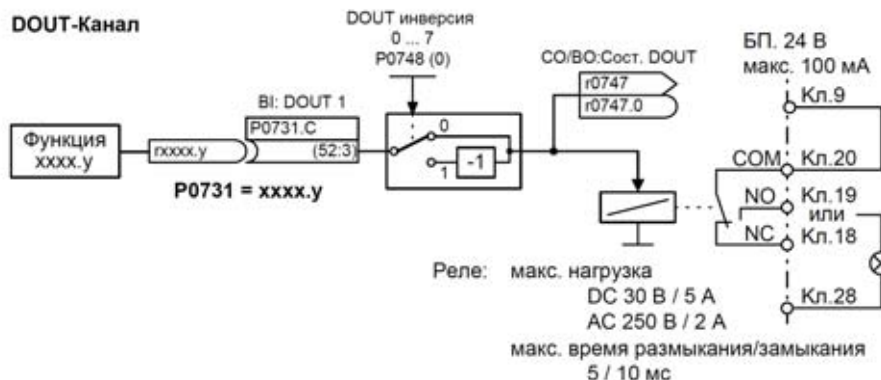 DOUT-Канал
DOUT инверсия
0 ... 7
P0748 (0)
CO/BO:Сост. DOUT
r0747
r0747.0
БП. 24 В
макс. 100 мА
Кл.9
BI: DOUT 1
P0731.C
(52:3)
Функция
xxxx.y
rxxxx.y
P0731 = xxxx.y
0
1
-1
COM
Кл.20
NO
Кл.19
или
NC
Кл.18
Кл.28
Реле: макс. нагрузка
DC 30 В / 5 А
AC 250 В / 2 А
макс. время размыкания/замыкания
5 / 10 мс